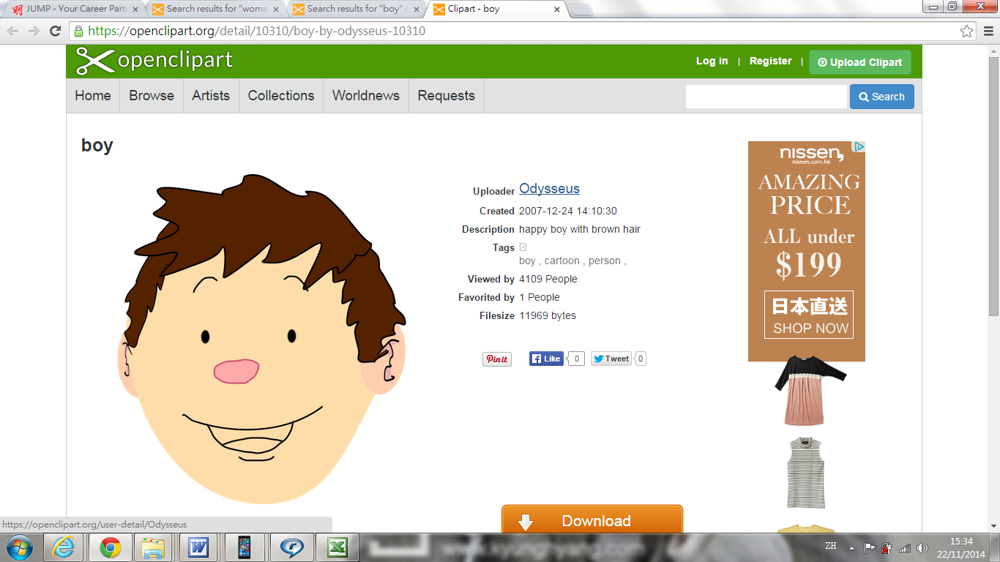 JUMP - Your Career Part
Search results for "woma
Search results for "boy" c
Clipart - boy
https://openclipart.org/detail/10310/boy-by-odysseus-10310
openclipart
Log in | Register | Upload Clipart
Home Browse Artists Collections Worldnews Requests
Search
boy
Uploader Odysseus
Created 2007-12-24 14:10:30
Description happy boy with brown hair
Tags
boy , cartoon , person ,
Viewed by 4109 People
Favorited by 1 People
Filesize 11969 bytes
Pin it Like 0 Tweet 0
nissen,
nissen.com.hk
AMAZING
PRICE
ALL under
$199
日本直送
SHOP NOW
Download
https://openclipart.org/user-detail/Odysseus
ZH
15:34
22/11/2014